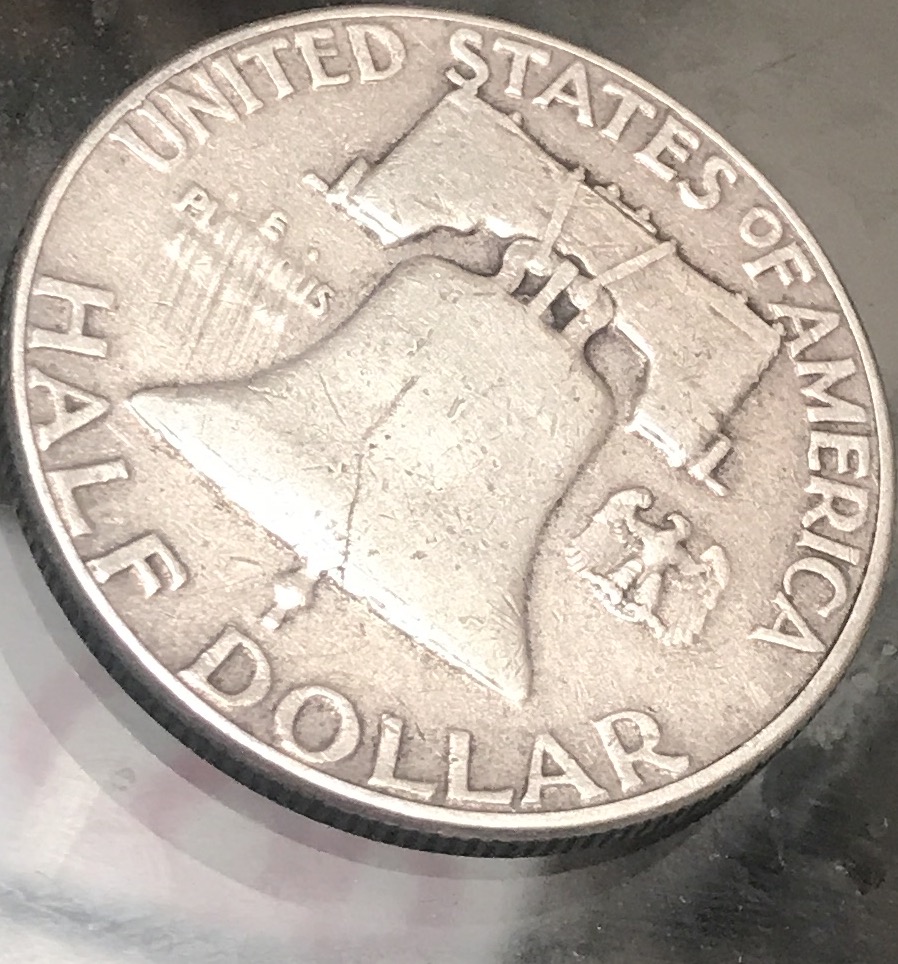 UNITED STATES OF AMERICA
E
HALF DOLLAR